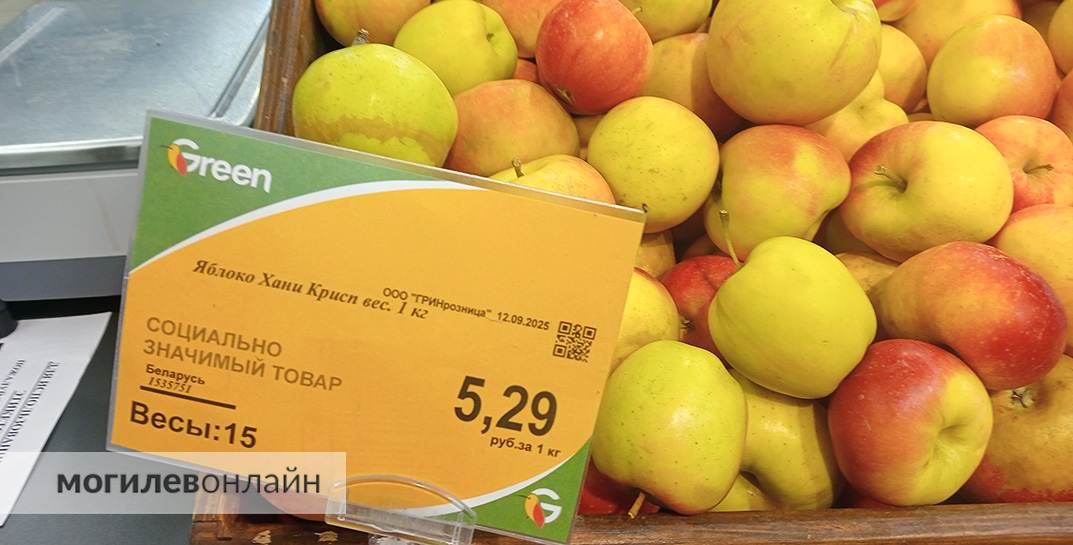 Green
Яблоко Хани Крисп вес. 1 кг
ООО "ГРИНрозница" 12.09.2025
СОЦИАЛЬНО
ЗНАЧИМЫЙ ТОВАР
Беларусь
1535751
Весы:15
5,29
руб.за 1 кг
G
могилевонлайн